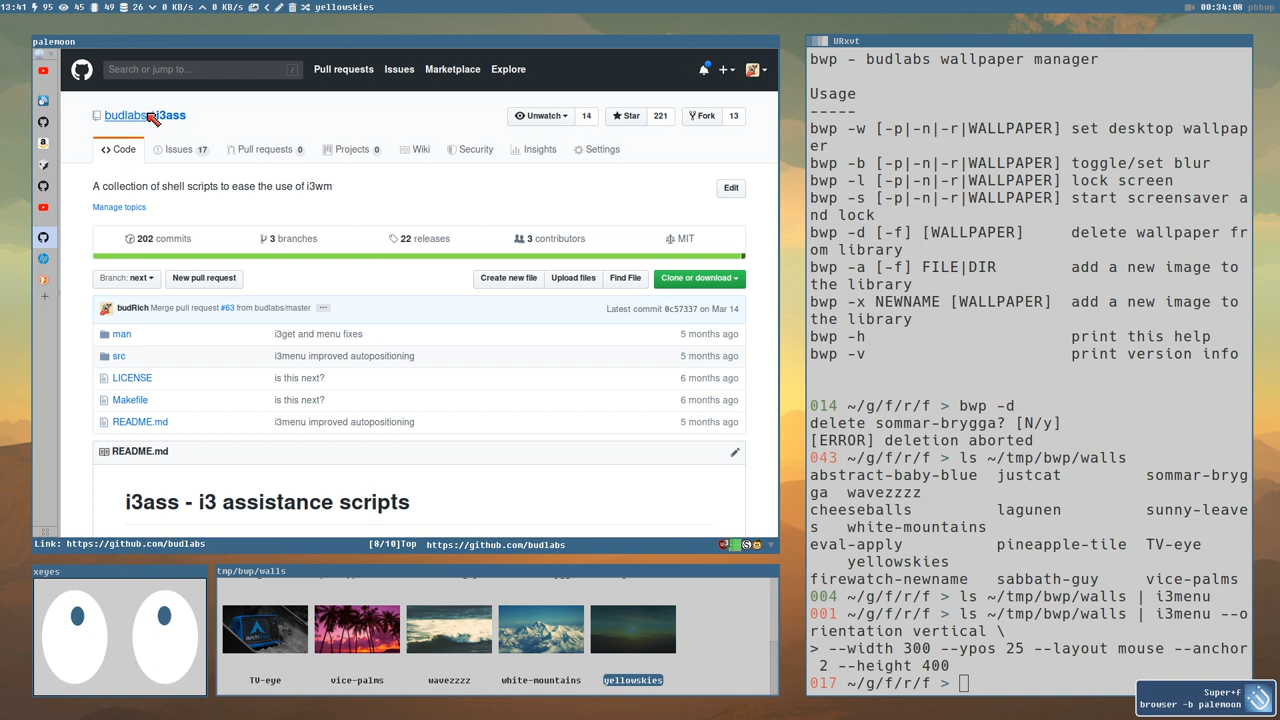 13:41 95 45 49 26 0 KB/s 0 KB/s yellowskies
00:34:08 pbbwp
palemoon
Search or jump to... /
Pull requests Issues Marketplace Explore
budlabs/i3ass
Unwatch 14 Star 221 Fork 13
Code Issues 17 Pull requests 0 Projects 0 Wiki Security Insights Settings
A collection of shell scripts to ease the use of i3wm
Edit
Manage topics
202 commits 3 branches 22 releases 3 contributors MIT
Branch: next New pull request Create new file Upload files Find File Clone or download
budRich Merge pull request #63 from budlabs/master ... Latest commit 0c57337 on Mar 14
man i3get and menu fixes 5 months ago
src i3menu improved autopositioning 5 months ago
LICENSE is this next? 6 months ago
Makefile is this next? 6 months ago
README.md i3menu improved autopositioning 5 months ago
README.md
i3ass - i3 assistance scripts
Link: https://github.com/budlabs [8/10]Top https://github.com/budlabs
xeyes
tmp/bwp/walls
TV-eye vice-palms wavezzzz white-mountains yellowskies
URxvt
bwp - budlabs wallpaper manager
Usage
-----
bwp -w [-p|-n|-r|WALLPAPER] set desktop wallpap
er
bwp -b [-p|-n|-r|WALLPAPER] toggle/set blur
bwp -l [-p|-n|-r|WALLPAPER] lock screen
bwp -s [-p|-n|-r|WALLPAPER] start screensaver a
nd lock
bwp -d [-f] [WALLPAPER] delete wallpaper fr
om library
bwp -a [-f] FILE|DIR add a new image to
the library
bwp -x NEWNAME [WALLPAPER] add a new image to
the library
bwp -h print this help
bwp -v print version info
014 ~/g/f/r/f > bwp -d
delete sommar-brygga? [N/y]
[ERROR] deletion aborted
043 ~/g/f/r/f > ls ~/tmp/bwp/walls
abstract-baby-blue justcat sommar-bryg
ga wavezzzz
cheeseballs lagunen sunny-leave
s white-mountains
eval-apply pineapple-tile TV-eye
yellowskies
firewatch-newname sabbath-guy vice-palms
004 ~/g/f/r/f > ls ~/tmp/bwp/walls | i3menu
001 ~/g/f/r/f > ls ~/tmp/bwp/walls | i3menu --o
rientation vertical \
> --width 300 --ypos 25 --layout mouse --anchor
2 --height 400
017 ~/g/f/r/f >
Super+f
browser -b palemoon